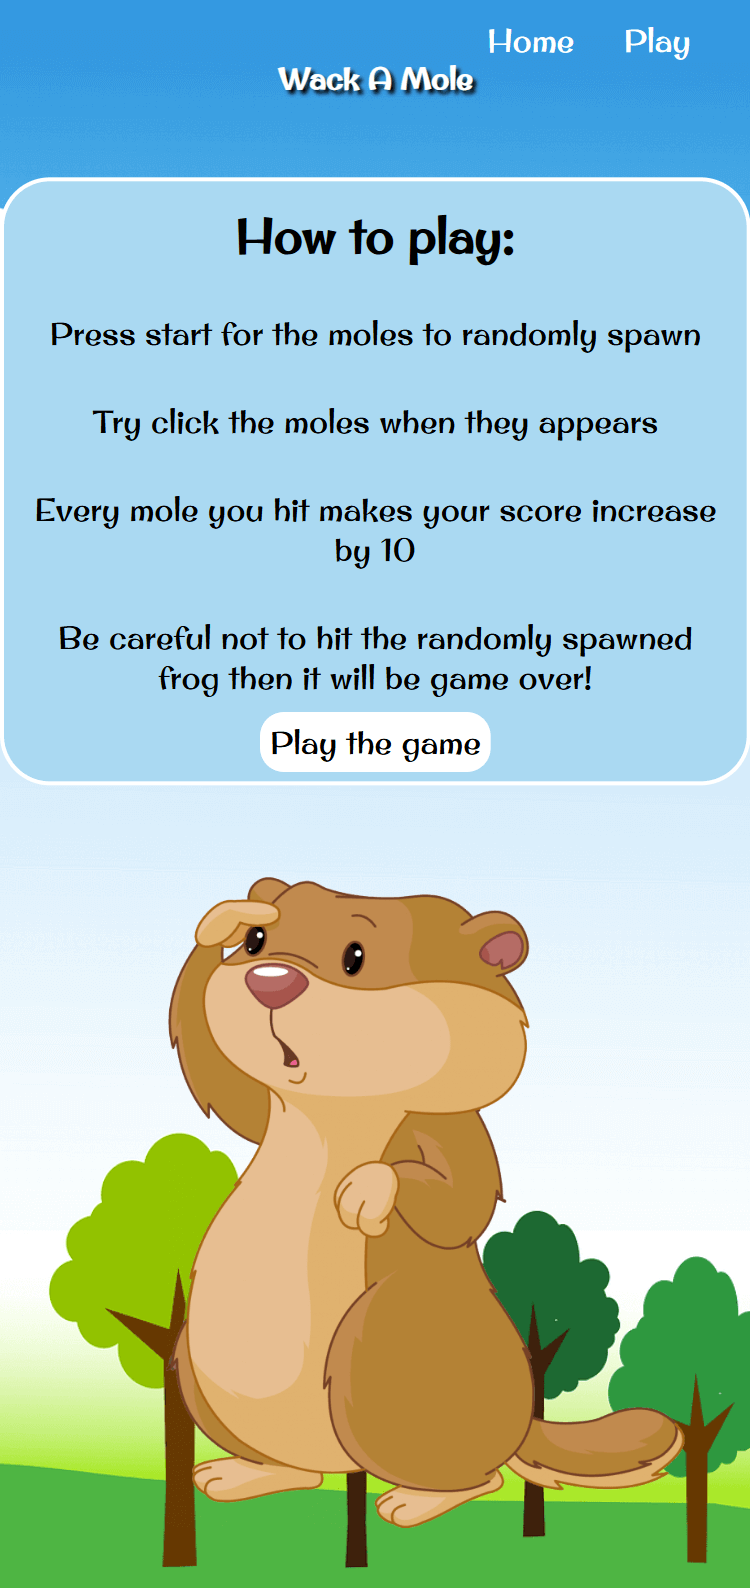 Home Play
Wack A Mole
How to play:
Press start for the moles to randomly spawn
Try click the moles when they appears
Every mole you hit makes your score increase
by 10
Be careful not to hit the randomly spawned
frog then it will be game over!
Play the game